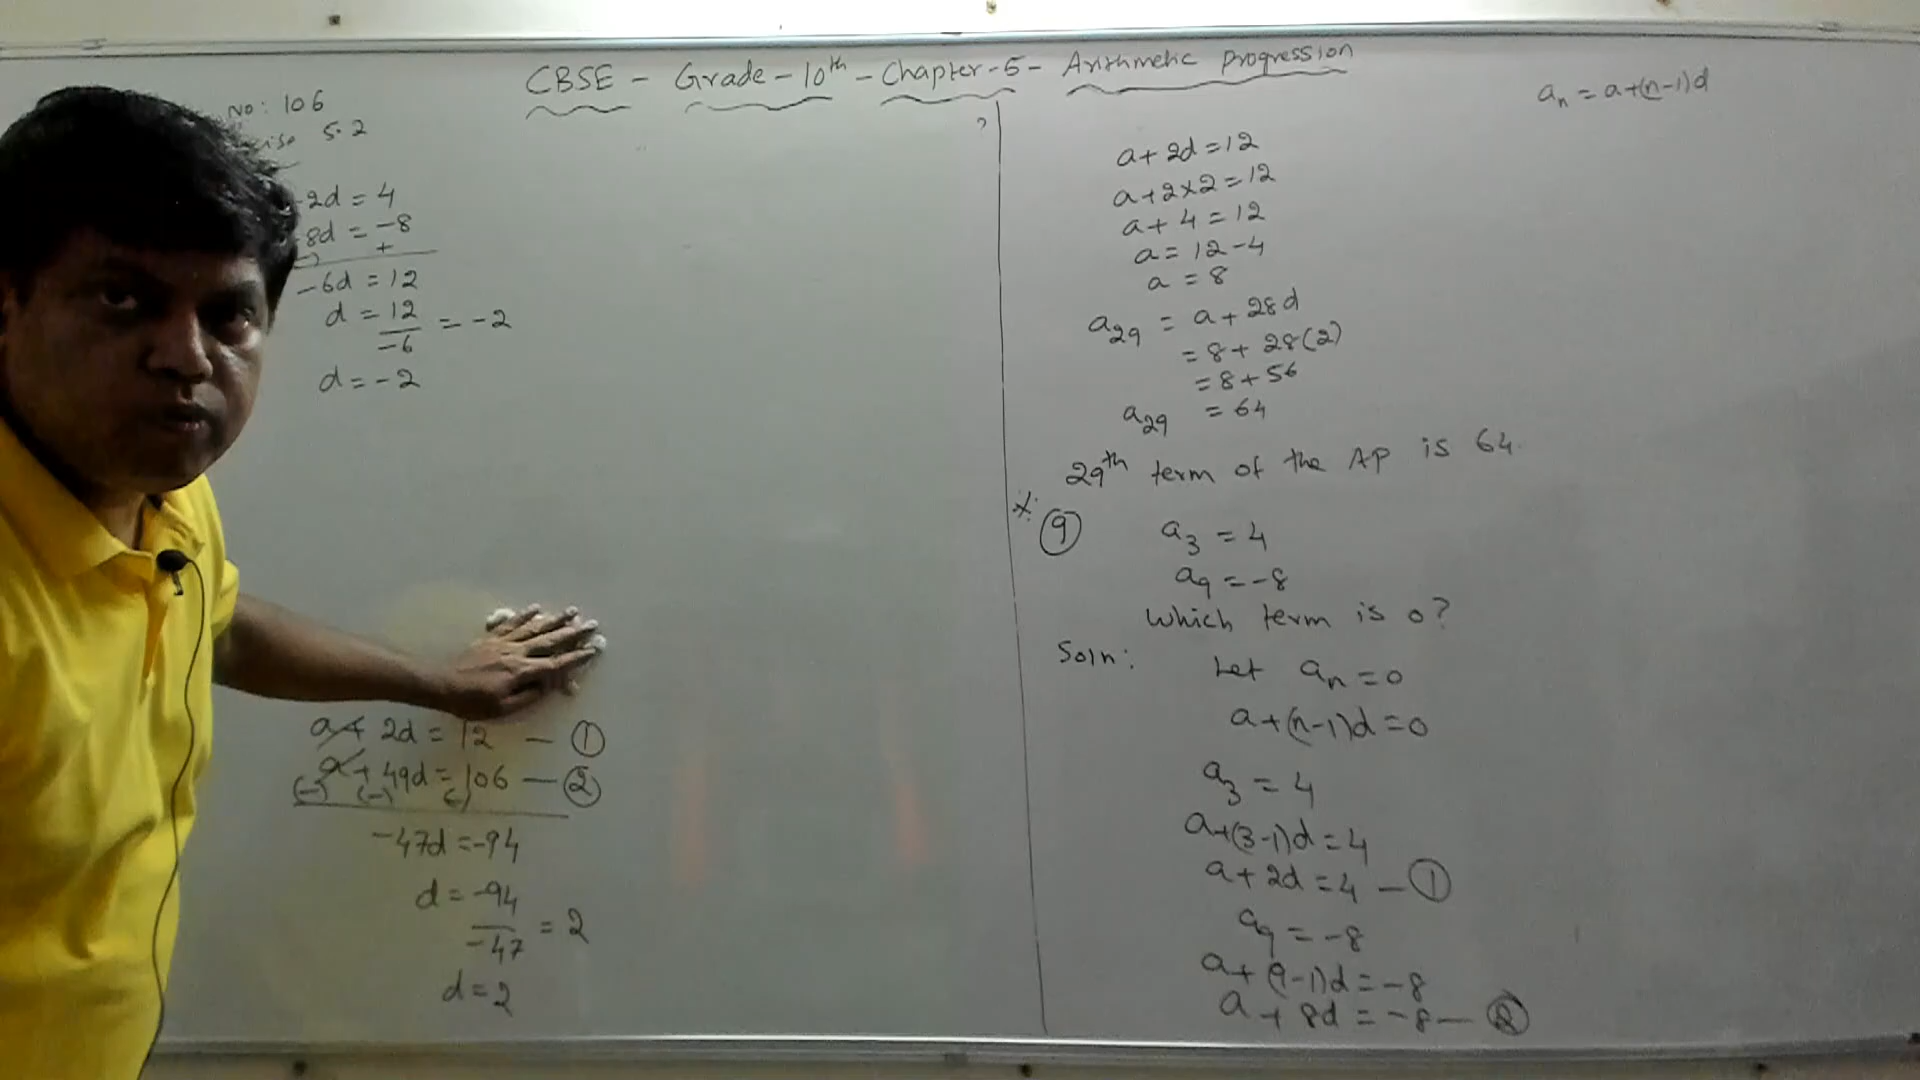 CBSE - Grade - 10th - Chapter - 5 - Arithmetic Progression
No: 106
5.2
2d = 4
8d = -8
+
-6d = 12
d = 12/-6 = -2
d = -2
a + 2d = 12 — ①
a + 49d = 106 — ②
(-) (-) (-)
-47d = -94
d = -94/-47 = 2
d = 2
aₙ = a+(n-1)d
a + 2d = 12
a + 2×2 = 12
a + 4 = 12
a = 12 - 4
a = 8
a₂₉ = a + 28d
= 8 + 28(2)
= 8 + 56
a₂₉ = 64
29th term of the AP is 64.
⑨ a₃ = 4
a₉ = -8
Which term is 0?
Soln: Let aₙ = 0
a+(n-1)d = 0
a₃ = 4
a+(3-1)d = 4
a + 2d = 4 — ①
a₉ = -8
a + (9-1)d = -8
a + 8d = -8 — ②